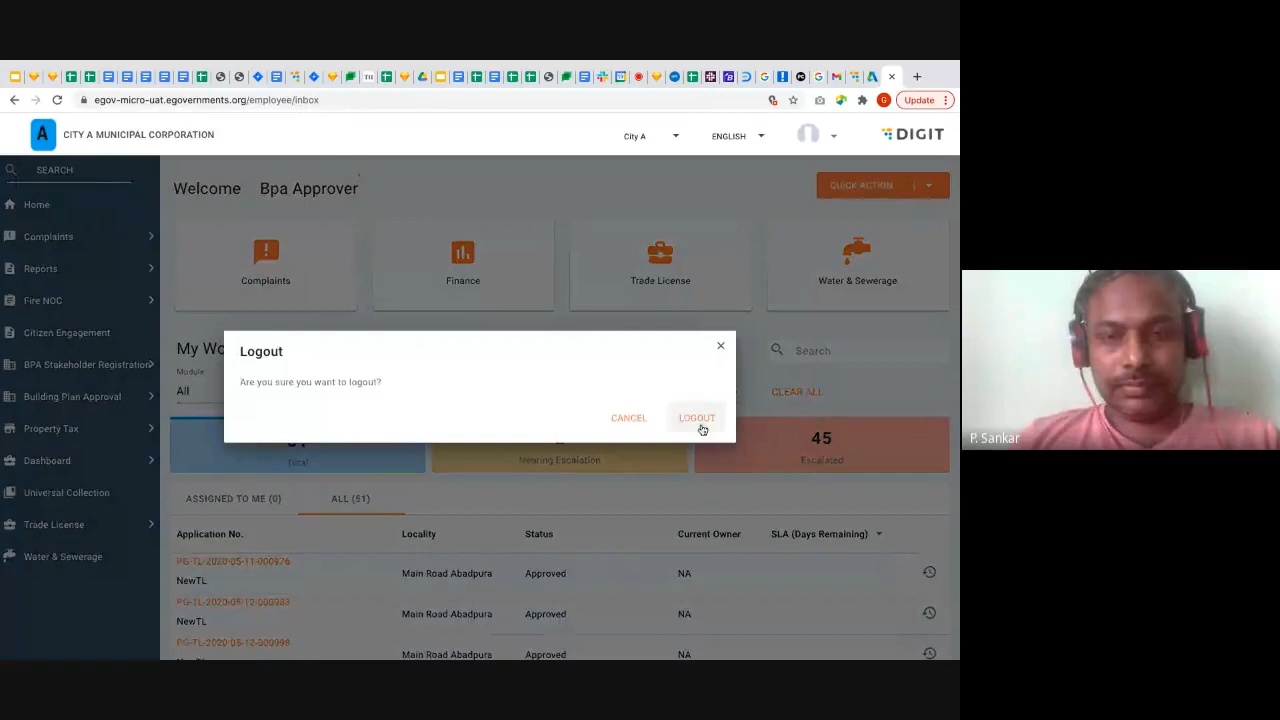 egov-micro-uat.egovernments.org/employee/inbox
Update
A
CITY A MUNICIPAL CORPORATION
City A
ENGLISH
DIGIT
SEARCH
Home
Complaints
Reports
Fire NOC
Citizen Engagement
BPA Stakeholder Registration
Building Plan Approval
Property Tax
Dashboard
Universal Collection
Trade License
Water & Sewerage
Welcome Bpa Approver
QUICK ACTION
Complaints
Finance
Trade License
Water & Sewerage
My Wo
Search
Module
All
CLEAR ALL
Logout
Are you sure you want to logout?
CANCEL
LOGOUT
Total
Nearing Escalation
45
Escalated
ASSIGNED TO ME (0)
ALL (51)
Application No. Locality Status Current Owner SLA (Days Remaining)
PG-TL-2020-05-11-000976
NewTL
Main Road Abadpura Approved NA
PG-TL-2020-05-12-000983
NewTL
Main Road Abadpura Approved NA
PG-TL-2020-05-12-000998
Main Road Abadpura Approved NA
P. Sankar